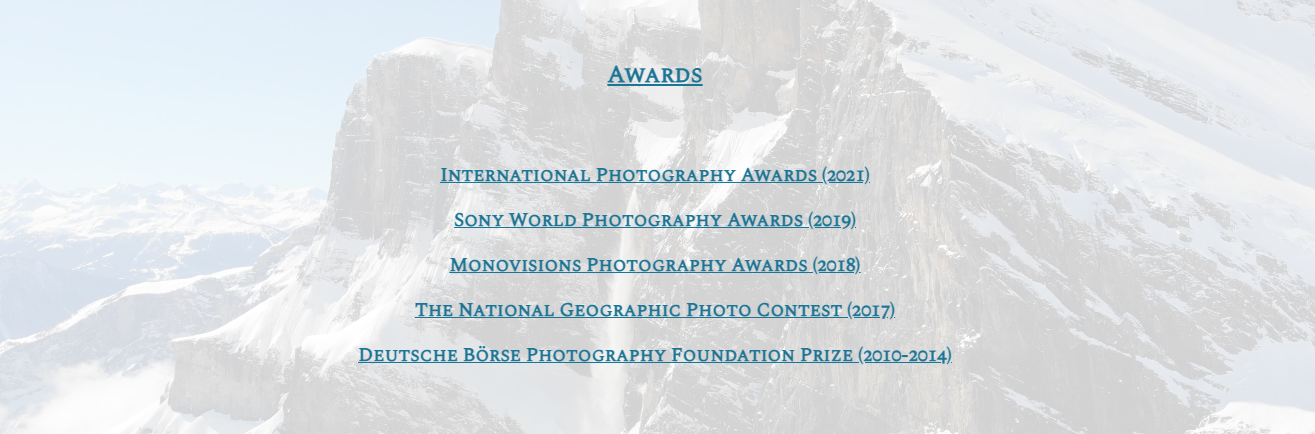 Awards
International Photography Awards (2021)
Sony World Photography Awards (2019)
Monovisions Photography Awards (2018)
The National Geographic Photo Contest (2017)
Deutsche Börse Photography Foundation Prize (2010-2014)